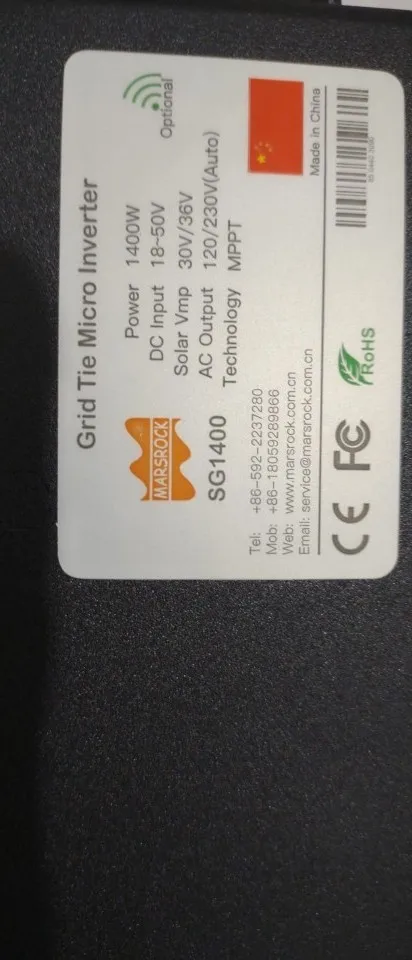 Grid Tie Micro Inverter
MARSROCK
SG1400
Power 1400W
DC Input 18~50V
Solar Vmp 30V/36V
AC Output 120/230V(Auto)
Technology MPPT
Optional
Tel: +86-592-2237280
Mob: +86-18059289866
Web: www.marsrock.com.cn
Email: service@marsrock.com.cn
Made in China
CE FC RoHS